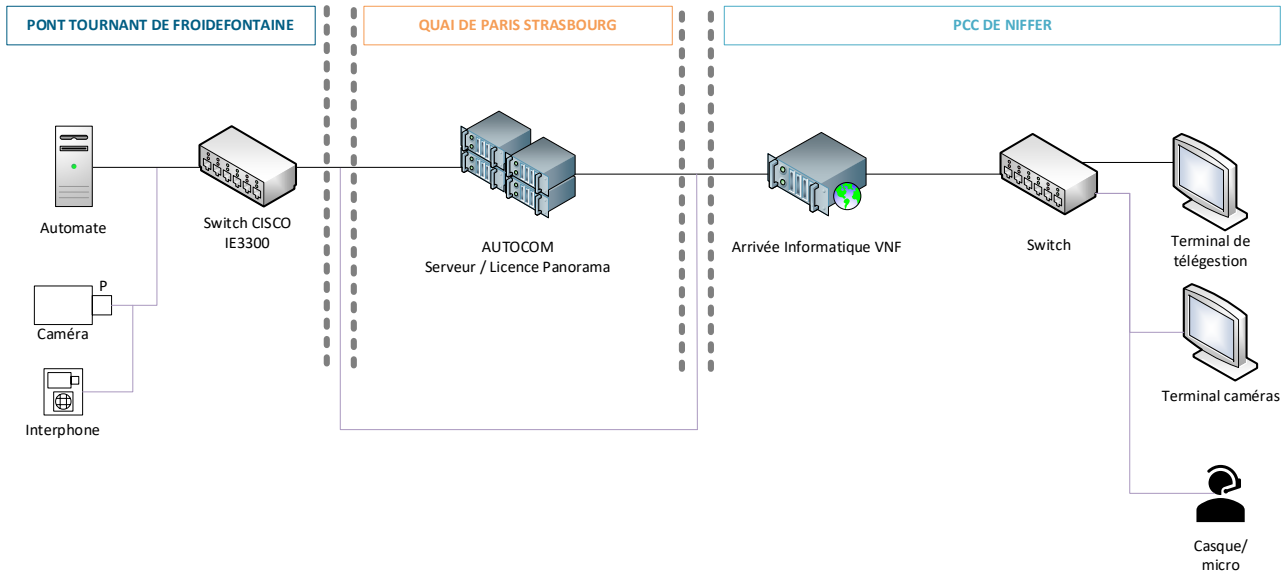 PONT TOURNANT DE FROIDEFONTAINE
QUAI DE PARIS STRASBOURG
PCC DE NIFFER
Automate
Switch CISCO
IE3300
AUTOCOM
Serveur / Licence Panorama
Arrivée Informatique VNF
Switch
Terminal de
télégestion
P
Caméra
Interphone
Terminal caméras
Casque/
micro